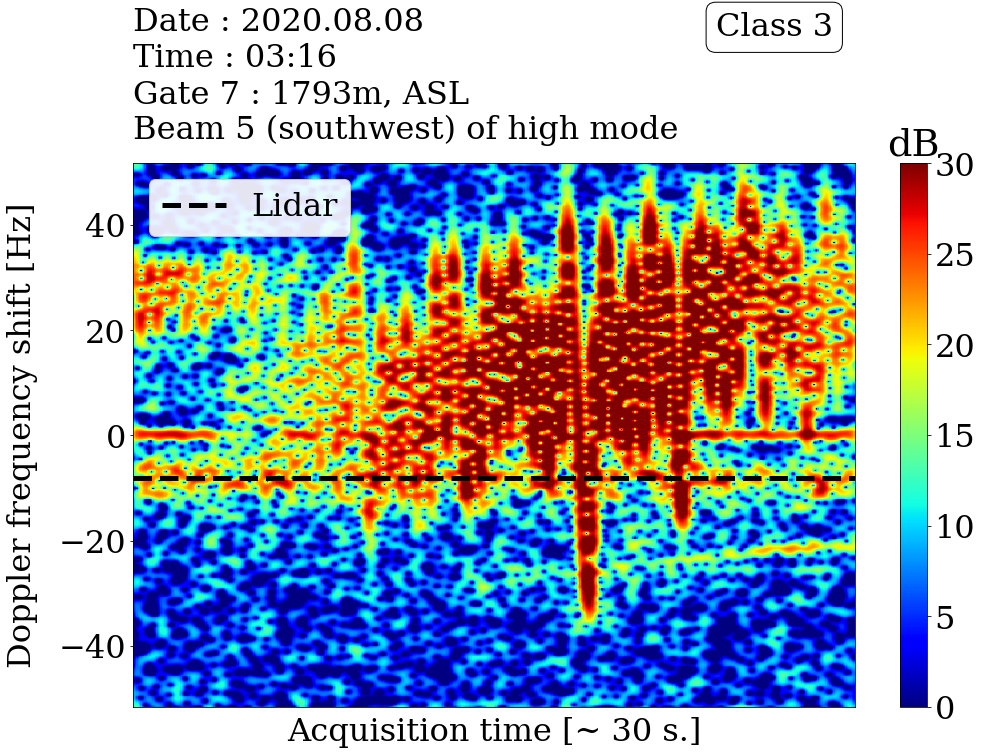 Date : 2020.08.08
Time : 03:16
Gate 7 : 1793m, ASL
Beam 5 (southwest) of high mode
Class 3
dB
Lidar
Doppler frequency shift [Hz]
40
20
0
−20
−40
30
25
20
15
10
5
0
Acquisition time [~ 30 s.]